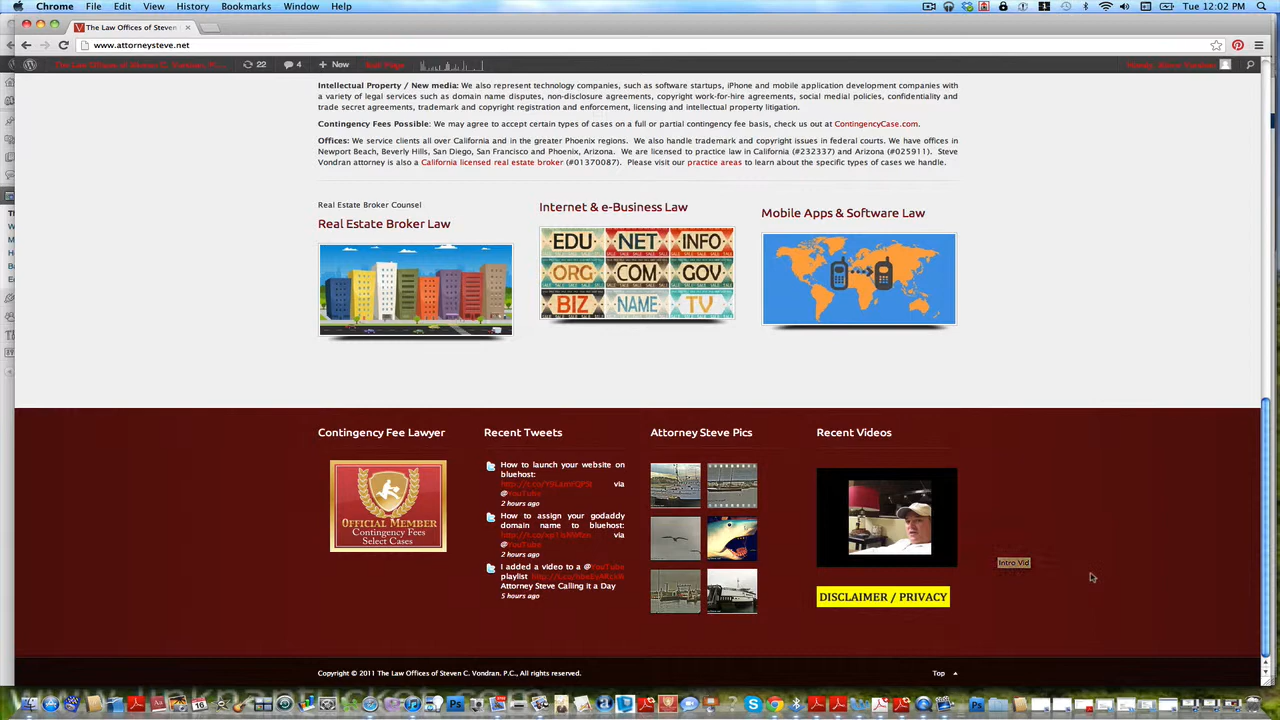 Chrome File Edit View History Bookmarks Window Help Tue 12:02 PM
The Law Offices of Steven
www.attorneysteve.net
The Law Offices of Steven C. Vondran, P.C. ... 22 4 + New
Intellectual Property / New media: We also represent technology companies, such as software startups, iPhone and mobile application development companies with
a variety of legal services such as domain name disputes, non-disclosure agreements, copyright work-for-hire agreements, social media policies, confidentiality and
trade secret agreements, trademark and copyright registration and enforcement, licensing and intellectual property litigation.
Contingency Fees Possible: We may agree to accept certain types of cases on a full or partial contingency fee basis, check us out at ContingencyCase.com.
Offices: We service clients all over California and in the greater Phoenix regions. We also handle trademark and copyright issues in federal courts. We have offices in
Newport Beach, Beverly Hills, San Diego, San Francisco and Phoenix, Arizona. We are licensed to practice law in California (#232337) and Arizona (#025911). Steve
Vondran attorney is also a California licensed real estate broker (#01370087). Please visit our practice areas to learn about the specific types of cases we handle.
Real Estate Broker Counsel
Real Estate Broker Law
Internet & e-Business Law
EDU NET INFO
ORG COM GOV
BIZ NAME TV
Mobile Apps & Software Law
Contingency Fee Lawyer
OFFICIAL MEMBER
Contingency Fees
Select Cases
Recent Tweets
How to launch your website on
bluehost:
via
@YouTube
2 hours ago
How to assign your godaddy
domain name to bluehost:
via
@YouTube
2 hours ago
I added a video to a @YouTube
playlist
Attorney Steve Calling it a Day
5 hours ago
Attorney Steve Pics
Recent Videos
Intro Vid
DISCLAIMER / PRIVACY
Copyright © 2011 The Law Offices of Steven C. Vondran. P.C., All rights reserved.
Top